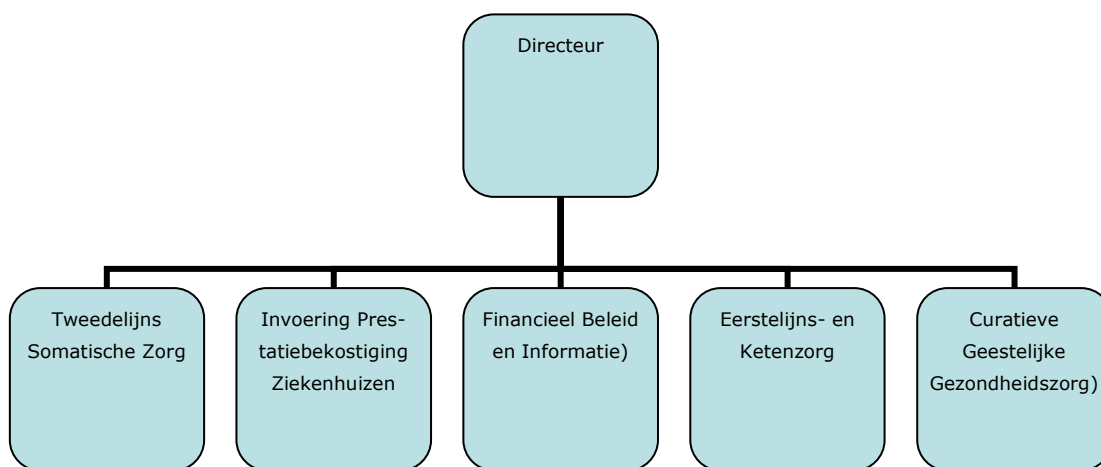 Directeur
Tweedelijns
Somatische Zorg
Invoering Pres-
tatiebekostiging
Ziekenhuizen
Financieel Beleid
en Informatie)
Eerstelijns- en
Ketenzorg
Curatieve
Geestelijke
Gezondheidszorg)